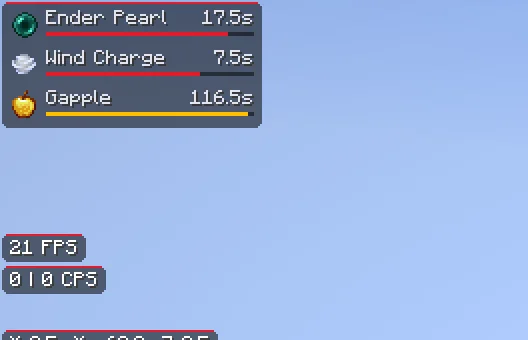 Ender Pearl 17.5s
Wind Charge 7.5s
Gapple 116.5s
21 FPS
0 | 0 CPS